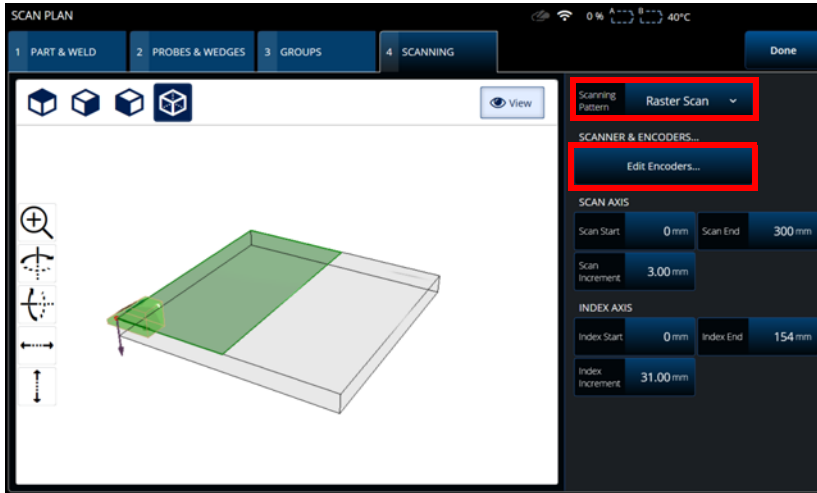 SCAN PLAN
0 % A B 40°C
1 PART & WELD 2 PROBES & WEDGES 3 GROUPS 4 SCANNING Done
View
Scanning Pattern Raster Scan
SCANNER & ENCODERS...
Edit Encoders...
SCAN AXIS
Scan Start 0 mm Scan End 300 mm
Scan Increment 3.00 mm
INDEX AXIS
Index Start 0 mm Index End 154 mm
Index Increment 31.00 mm